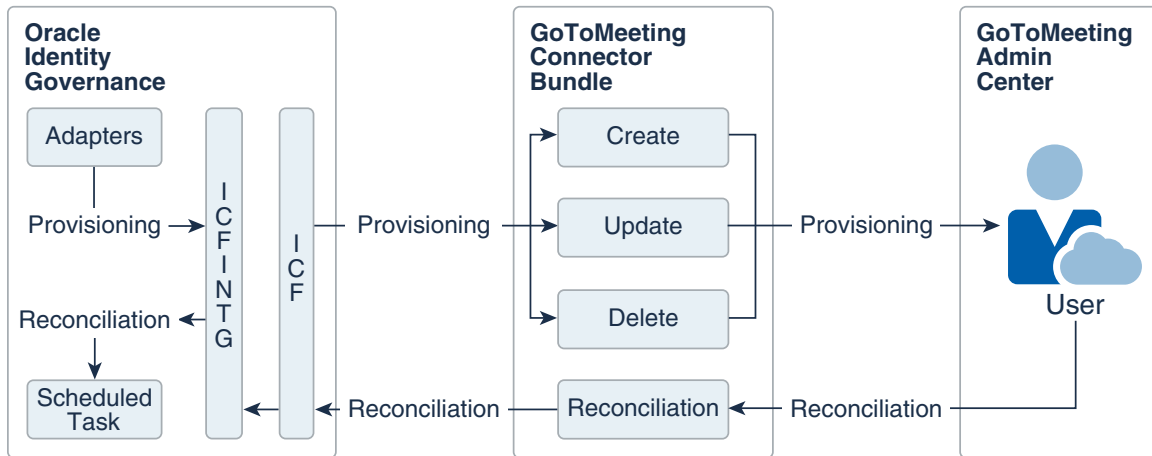 Oracle
Identity
Governance
Adapters
Provisioning
Reconciliation
Scheduled
Task
I
C
F
I
N
T
G
I
C
F
Provisioning
Reconciliation
GoToMeeting
Connector
Bundle
Create
Update
Delete
Reconciliation
Provisioning
Reconciliation
GoToMeeting
Admin
Center
User